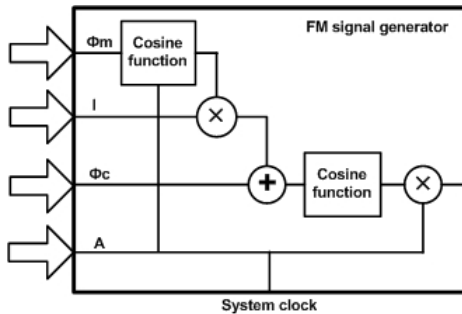 FM signal generator
Φm
Cosine
function
I
×
Φc
+
Cosine
function
×
A
System clock